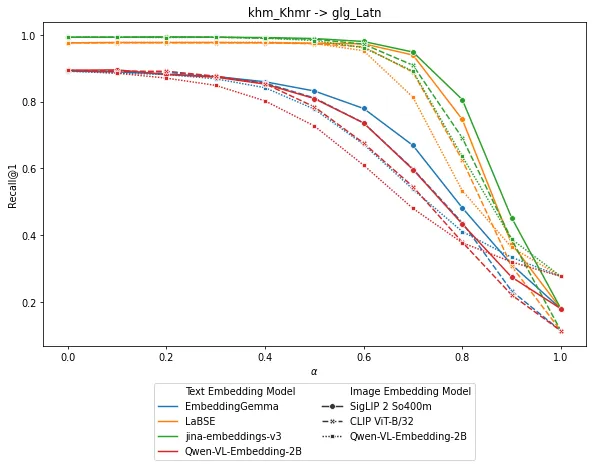 khm_Khmr -> glg_Latn
Recall@1
1.0
0.8
0.6
0.4
0.2
0.0 0.2 0.4 0.6 0.8 1.0
α
Text Embedding Model
EmbeddingGemma
LaBSE
jina-embeddings-v3
Qwen-VL-Embedding-2B
Image Embedding Model
SigLIP 2 So400m
CLIP ViT-B/32
Qwen-VL-Embedding-2B